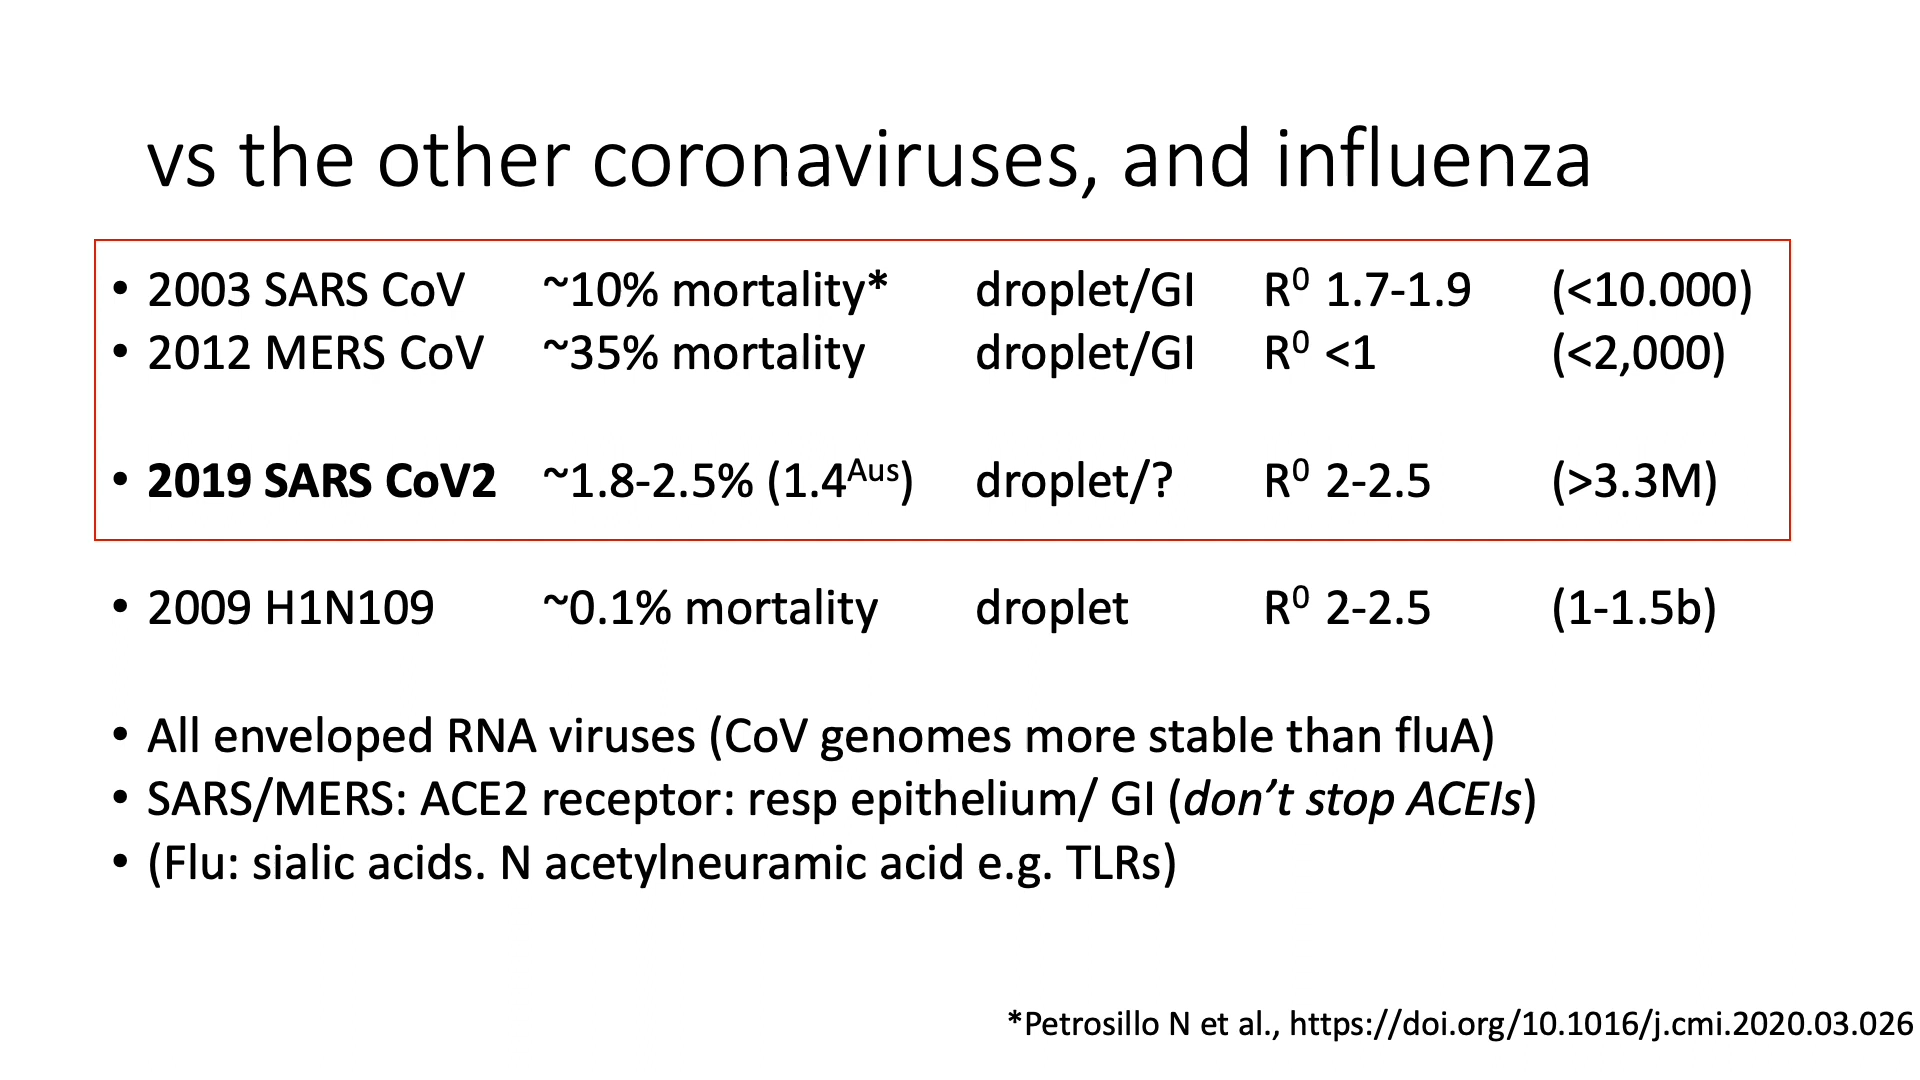 vs the other coronaviruses, and influenza
• 2003 SARS CoV ~10% mortality* droplet/GI R⁰ 1.7-1.9 (<10.000)
• 2012 MERS CoV ~35% mortality droplet/GI R⁰ <1 (<2,000)
• 2019 SARS CoV2 ~1.8-2.5% (1.4Aus) droplet/? R⁰ 2-2.5 (>3.3M)
• 2009 H1N109 ~0.1% mortality droplet R⁰ 2-2.5 (1-1.5b)
• All enveloped RNA viruses (CoV genomes more stable than fluA)
• SARS/MERS: ACE2 receptor: resp epithelium/ GI (don’t stop ACEIs)
• (Flu: sialic acids. N acetylneuramic acid e.g. TLRs)
*Petrosillo N et al., https://doi.org/10.1016/j.cmi.2020.03.026